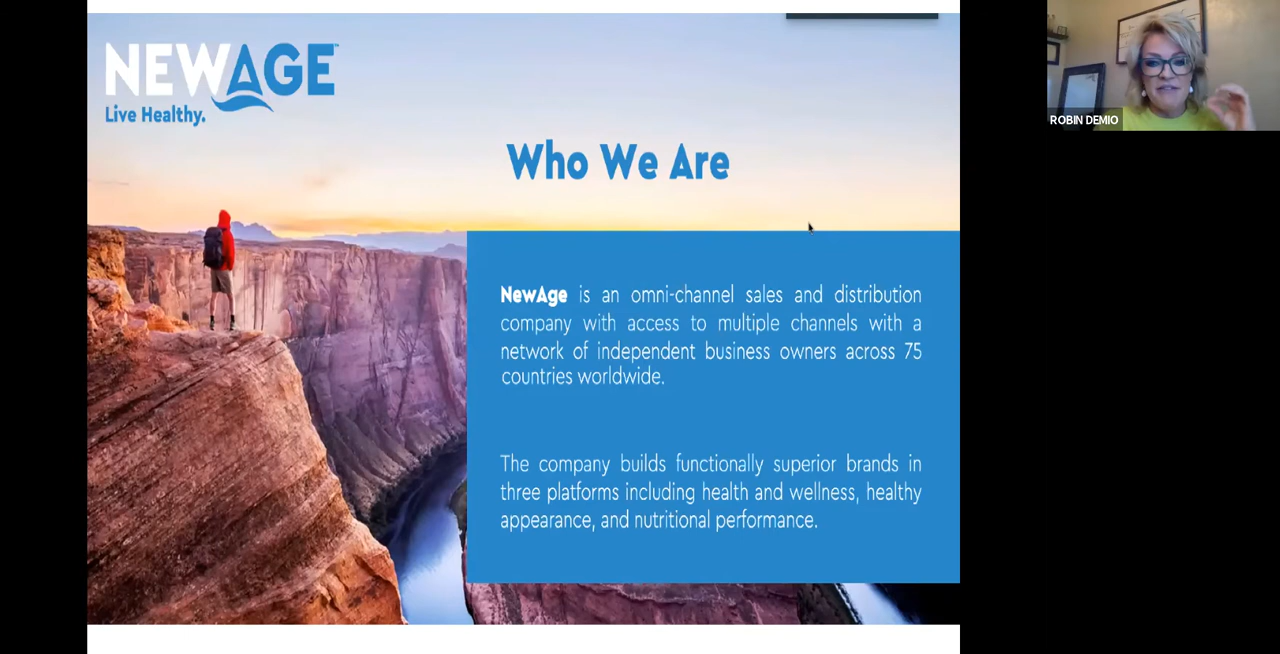 NEWAGE™
Live Healthy.
ROBIN DEMIO
Who We Are
NewAge is an omni-channel sales and distribution
company with access to multiple channels with a
network of independent business owners across 75
countries worldwide.
The company builds functionally superior brands in
three platforms including health and wellness, healthy
appearance, and nutritional performance.